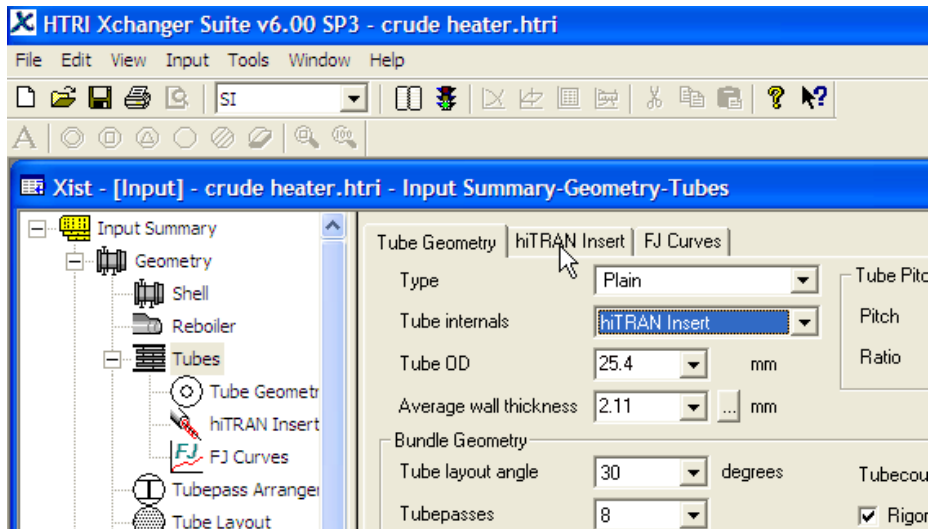 HTRI Xchanger Suite v6.00 SP3 - crude heater.htri
File Edit View Input Tools Window Help
SI
Xist - [Input] - crude heater.htri - Input Summary-Geometry-Tubes
Input Summary
Geometry
Shell
Reboiler
Tubes
Tube Geometr
hiTRAN Insert
FJ Curves
Tubepass Arranger
Tube Layout
Tube Geometry hiTRAN Insert FJ Curves
Type Plain
Tube internals hiTRAN Insert
Tube OD 25.4 mm
Average wall thickness 2.11 ... mm
Bundle Geometry
Tube layout angle 30 degrees
Tubepasses 8
Tube Pitc
Pitch
Ratio
Tubecou
Rigor